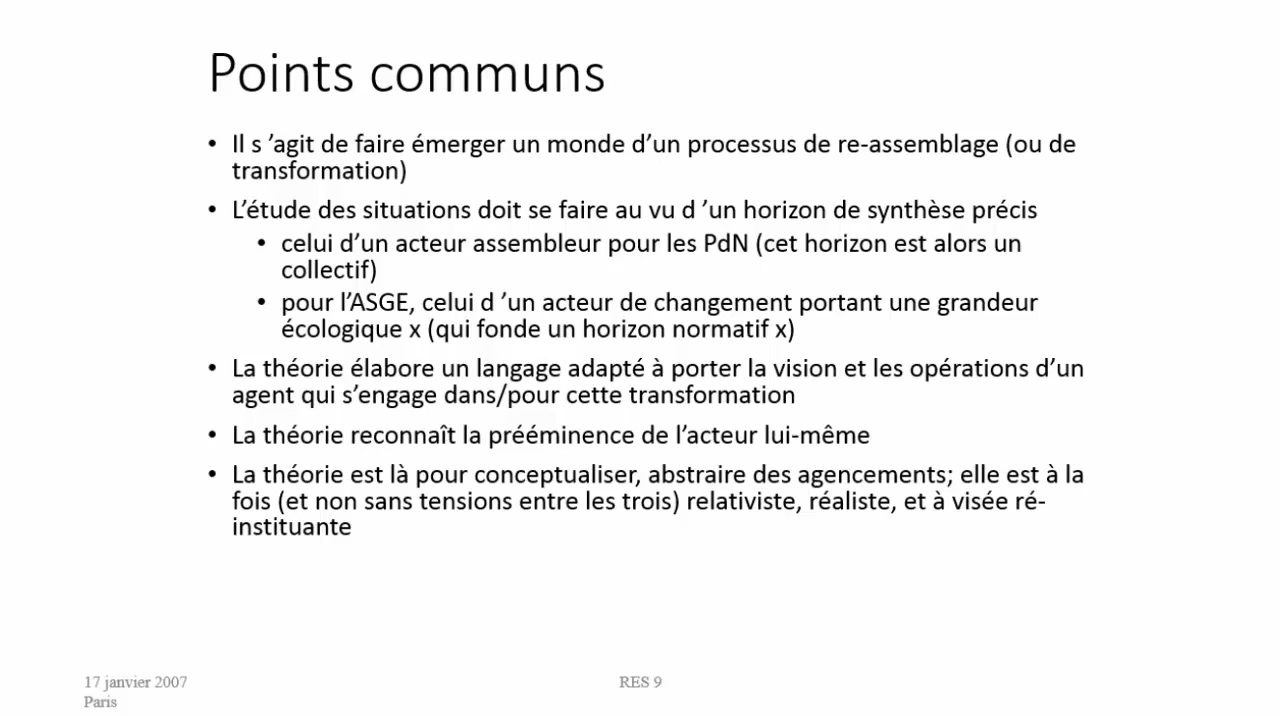 Points communs
• Il s ’agit de faire émerger un monde d’un processus de re-assemblage (ou de
transformation)
• L’étude des situations doit se faire au vu d ’un horizon de synthèse précis
• celui d’un acteur assembleur pour les PdN (cet horizon est alors un
collectif)
• pour l’ASGE, celui d ’un acteur de changement portant une grandeur
écologique x (qui fonde un horizon normatif x)
• La théorie élabore un langage adapté à porter la vision et les opérations d’un
agent qui s’engage dans/pour cette transformation
• La théorie reconnaît la prééminence de l’acteur lui-même
• La théorie est là pour conceptualiser, abstraire des agencements; elle est à la
fois (et non sans tensions entre les trois) relativiste, réaliste, et à visée ré-
instituante
17 janvier 2007
Paris
RES 9